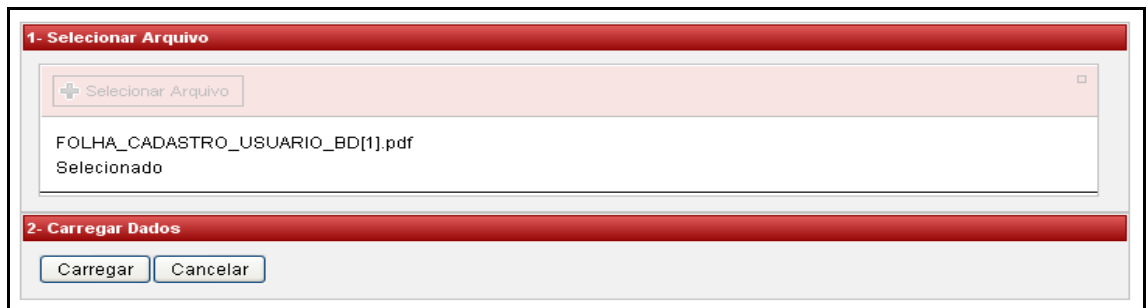 1- Selecionar Arquivo
Selecionar Arquivo
FOLHA_CADASTRO_USUARIO_BD[1].pdf
Selecionado
2- Carregar Dados
Carregar Cancelar